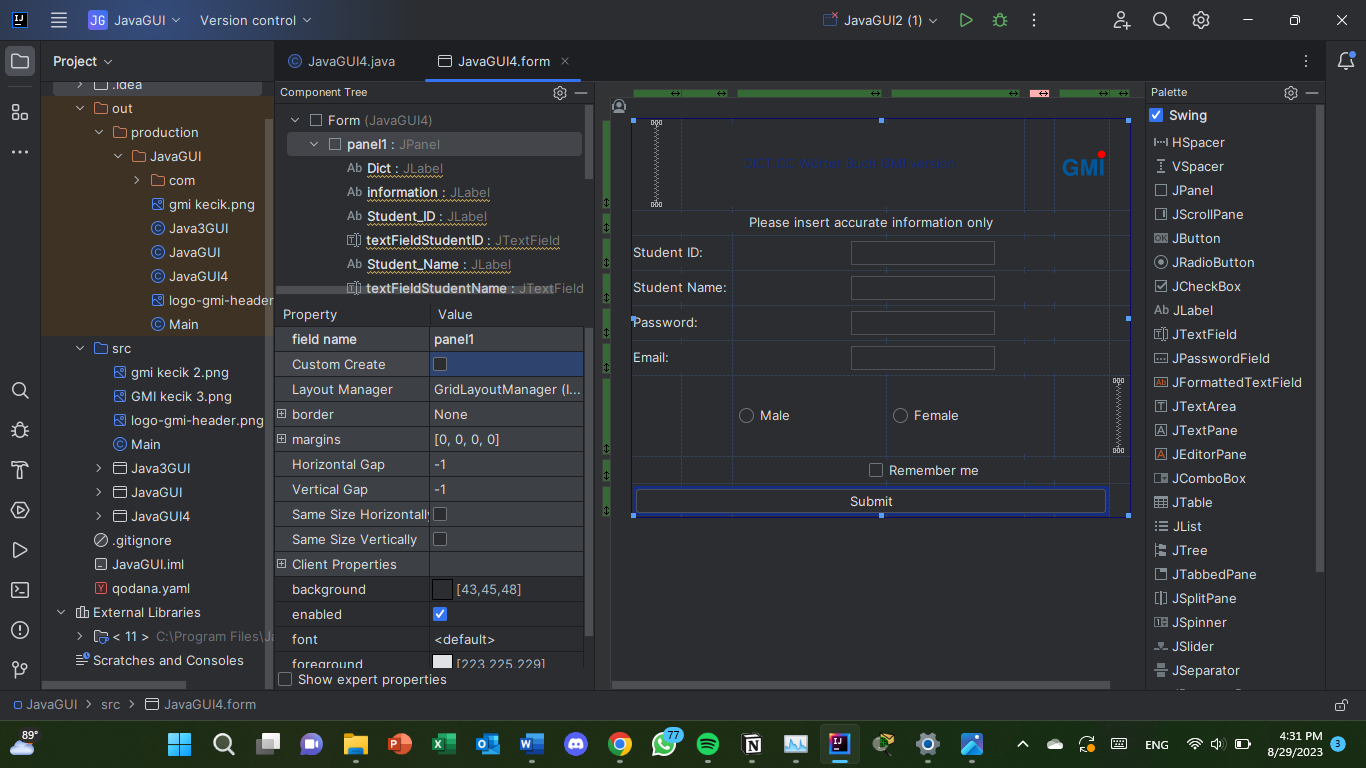 JG JavaGUI Version control JavaGUI2 (1)
Project JavaGUI4.java JavaGUI4.form
.idea
out
production
JavaGUI
com
gmi kecik.png
Java3GUI
JavaGUI
JavaGUI4
logo-gmi-header
Main
src
gmi kecik 2.png
GMI kecik 3.png
logo-gmi-header.png
Main
Java3GUI
JavaGUI
JavaGUI4
.gitignore
JavaGUI.iml
qodana.yaml
External Libraries
< 11 > C:\Program Files\Ja
Scratches and Consoles
Component Tree
Form (JavaGUI4)
panel1 : JPanel
Ab Dict : JLabel
Ab information : JLabel
Ab Student_ID : JLabel
textFieldStudentID : JTextField
Ab Student_Name : JLabel
textFieldStudentName : JTextField
Property Value
field name panel1
Custom Create
Layout Manager GridLayoutManager (I...
border None
margins [0, 0, 0, 0]
Horizontal Gap -1
Vertical Gap -1
Same Size Horizontally
Same Size Vertically
Client Properties
background [43,45,48]
enabled
font <default>
foreground [223,225,229]
Show expert properties
GMI
Please insert accurate information only
Student ID:
Student Name:
Password:
Email:
Male Female
Remember me
Submit
Palette
Swing
HSpacer
VSpacer
JPanel
JScrollPane
OK JButton
JRadioButton
JCheckBox
Ab JLabel
JTextField
JPasswordField
JFormattedTextField
JTextArea
JTextPane
JEditorPane
JComboBox
JTable
JList
JTree
JTabbedPane
JSplitPane
JSpinner
JSlider
JSeparator
JavaGUI > src > JavaGUI4.form
89° 77 ENG 4:31 PM
8/29/2023 3